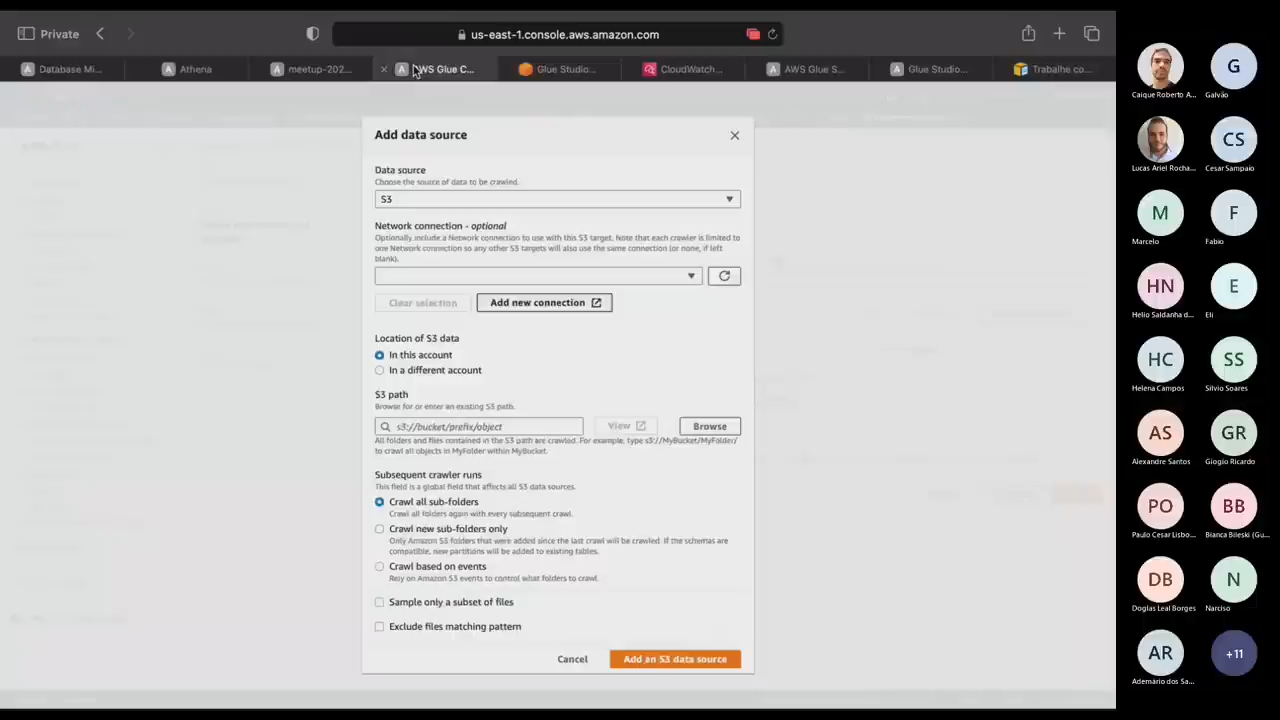 Private
us-east-1.console.aws.amazon.com
Database Mi...
Athena
meetup-202...
AWS Glue C...
Glue Studio...
CloudWatch...
AWS Glue S...
Glue Studio...
Trabalhe co...
Add data source
Data source
Choose the source of data to be crawled.
S3
Network connection - optional
Optionally include a Network connection to use with this S3 target. Note that each crawler is limited to
one Network connection so any other S3 targets will also use the same connection (or none, if left
blank).
Clear selection
Add new connection
Location of S3 data
In this account
In a different account
S3 path
Browse for or enter an existing S3 path.
s3://bucket/prefix/object
View
Browse
All folders and files contained in the S3 path are crawled. For example, type s3://MyBucket/MyFolder/
to crawl all objects in MyFolder within MyBucket.
Subsequent crawler runs
This field is a global field that affects all S3 data sources.
Crawl all sub-folders
Crawl all folders again with every subsequent crawl.
Crawl new sub-folders only
Only Amazon S3 folders that were added since the last crawl will be crawled. If the schemas are
compatible, new partitions will be added to existing tables.
Crawl based on events
Rely on Amazon S3 events to control what folders to crawl.
Sample only a subset of files
Exclude files matching pattern
Cancel
Add an S3 data source
G
Caique Roberto A...
Galvão
CS
Lucas Ariel Rocha...
Cesar Sampaio
M
F
Marcelo
Fabio
HN
E
Helio Saldanha d...
Eli
HC
SS
Helena Campos
Silvio Soares
AS
GR
Alexandre Santos
Giogio Ricardo
PO
BB
Paulo Cesar Lisbo...
Bianca Bileski (Gu...
DB
N
Doglas Leal Borges
Narciso
AR
+11
Ademário dos Sa...